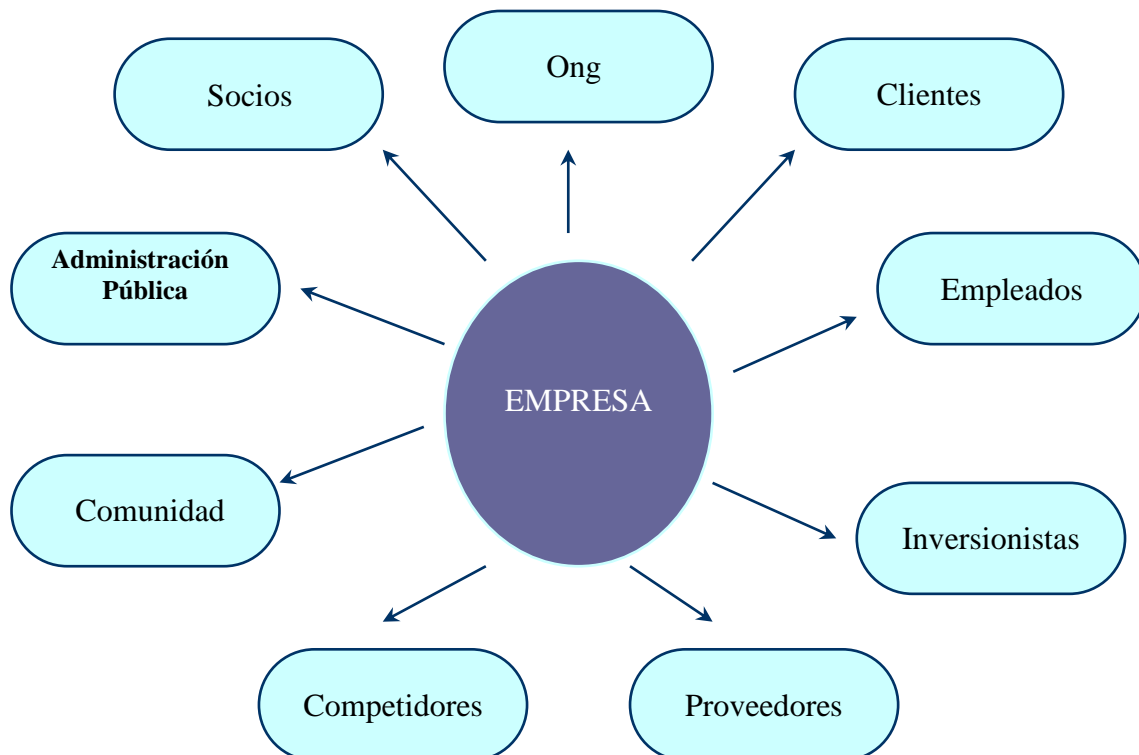 Socios
Ong
Clientes
Administración
Pública
Empleados
EMPRESA
Comunidad
Inversionistas
Competidores
Proveedores